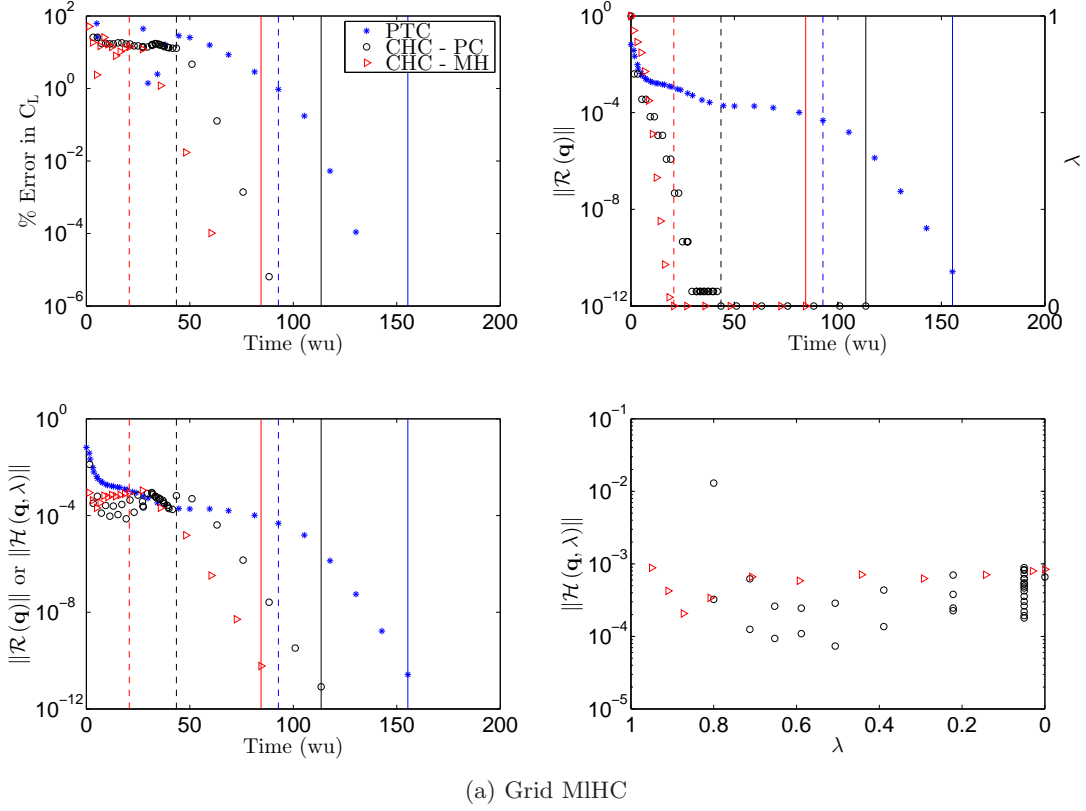 10^2
10^0
10^-2
10^-4
10^-6
% Error in C_L
0 50 100 150 200
Time (wu)
PTC
CHC - PC
CHC - MH
10^0
10^-4
10^-8
10^-12
||R (q)||
0 50 100 150 200
Time (wu)
1
0
λ
10^0
10^-4
10^-8
10^-12
||R (q)|| or ||H (q, λ)||
0 50 100 150 200
Time (wu)
10^-1
10^-2
10^-3
10^-4
10^-5
||H (q, λ)||
1 0.8 0.6 0.4 0.2 0
λ
(a) Grid MlHC